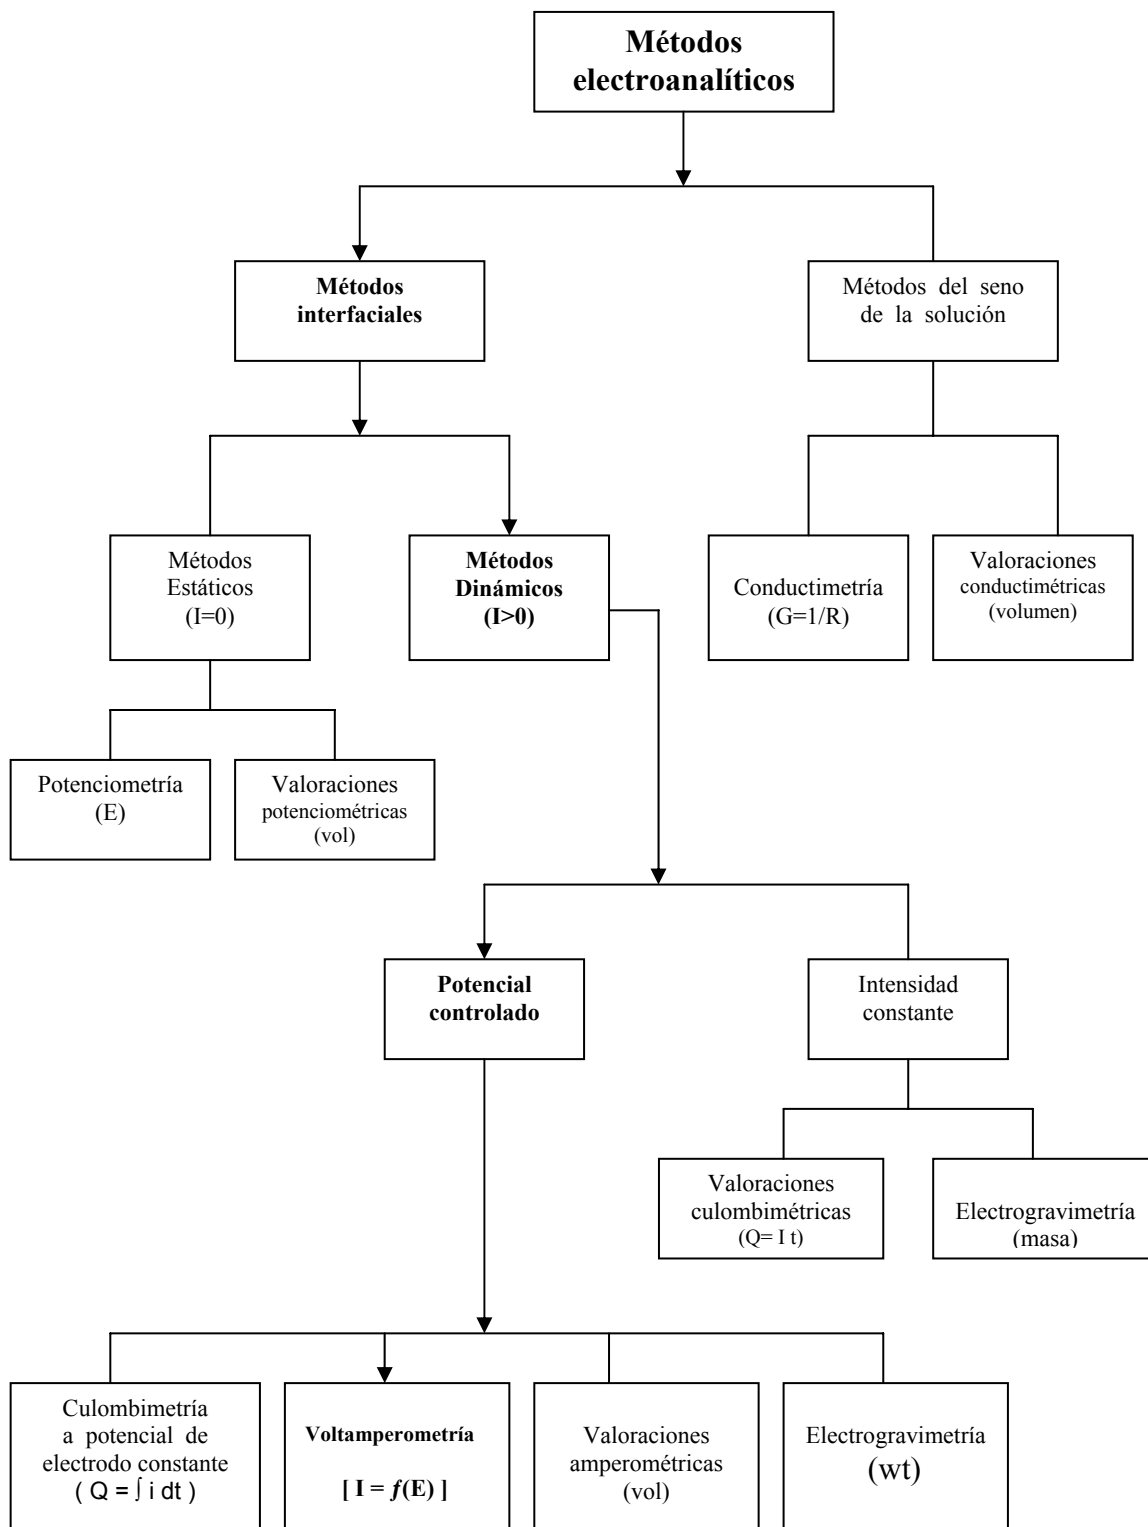 Métodos
electroanalíticos
Métodos
interfaciales
Métodos del seno
de la solución
Métodos
Estáticos
(I=0)
Métodos
Dinámicos
(I>0)
Conductimetría
(G=1/R)
Valoraciones
conductimétricas
(volumen)
Potenciometría
(E)
Valoraciones
potenciométricas
(vol)
Potencial
controlado
Intensidad
constante
Valoraciones
culombimétricas
(Q= I t)
Electrogravimetría
(masa)
Culombimetría
a potencial de
electrodo constante
( Q = ∫ i dt )
Voltamperometría
[ I = f(E) ]
Valoraciones
amperométricas
(vol)
Electrogravimetría
(wt)